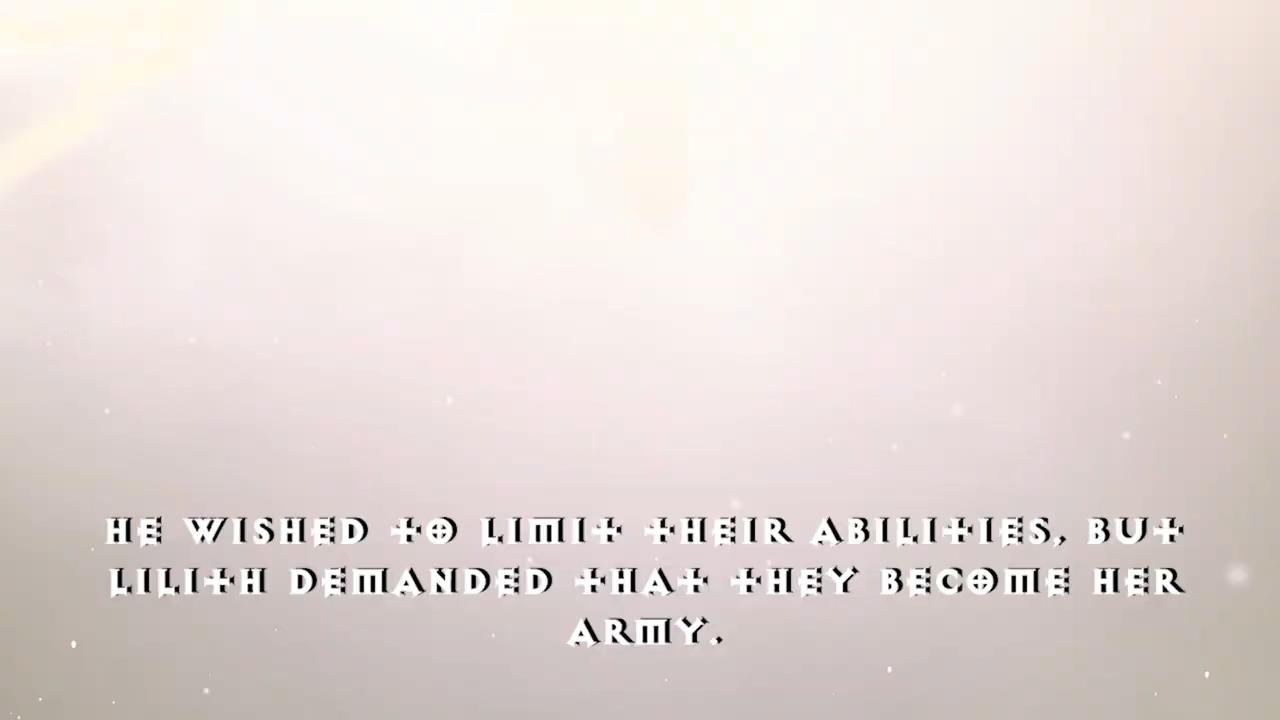 HE WISHED TO LIMIT THEIR ABILITIES, BUT
LILITH DEMANDED THAT THEY BECOME HER
ARMY.